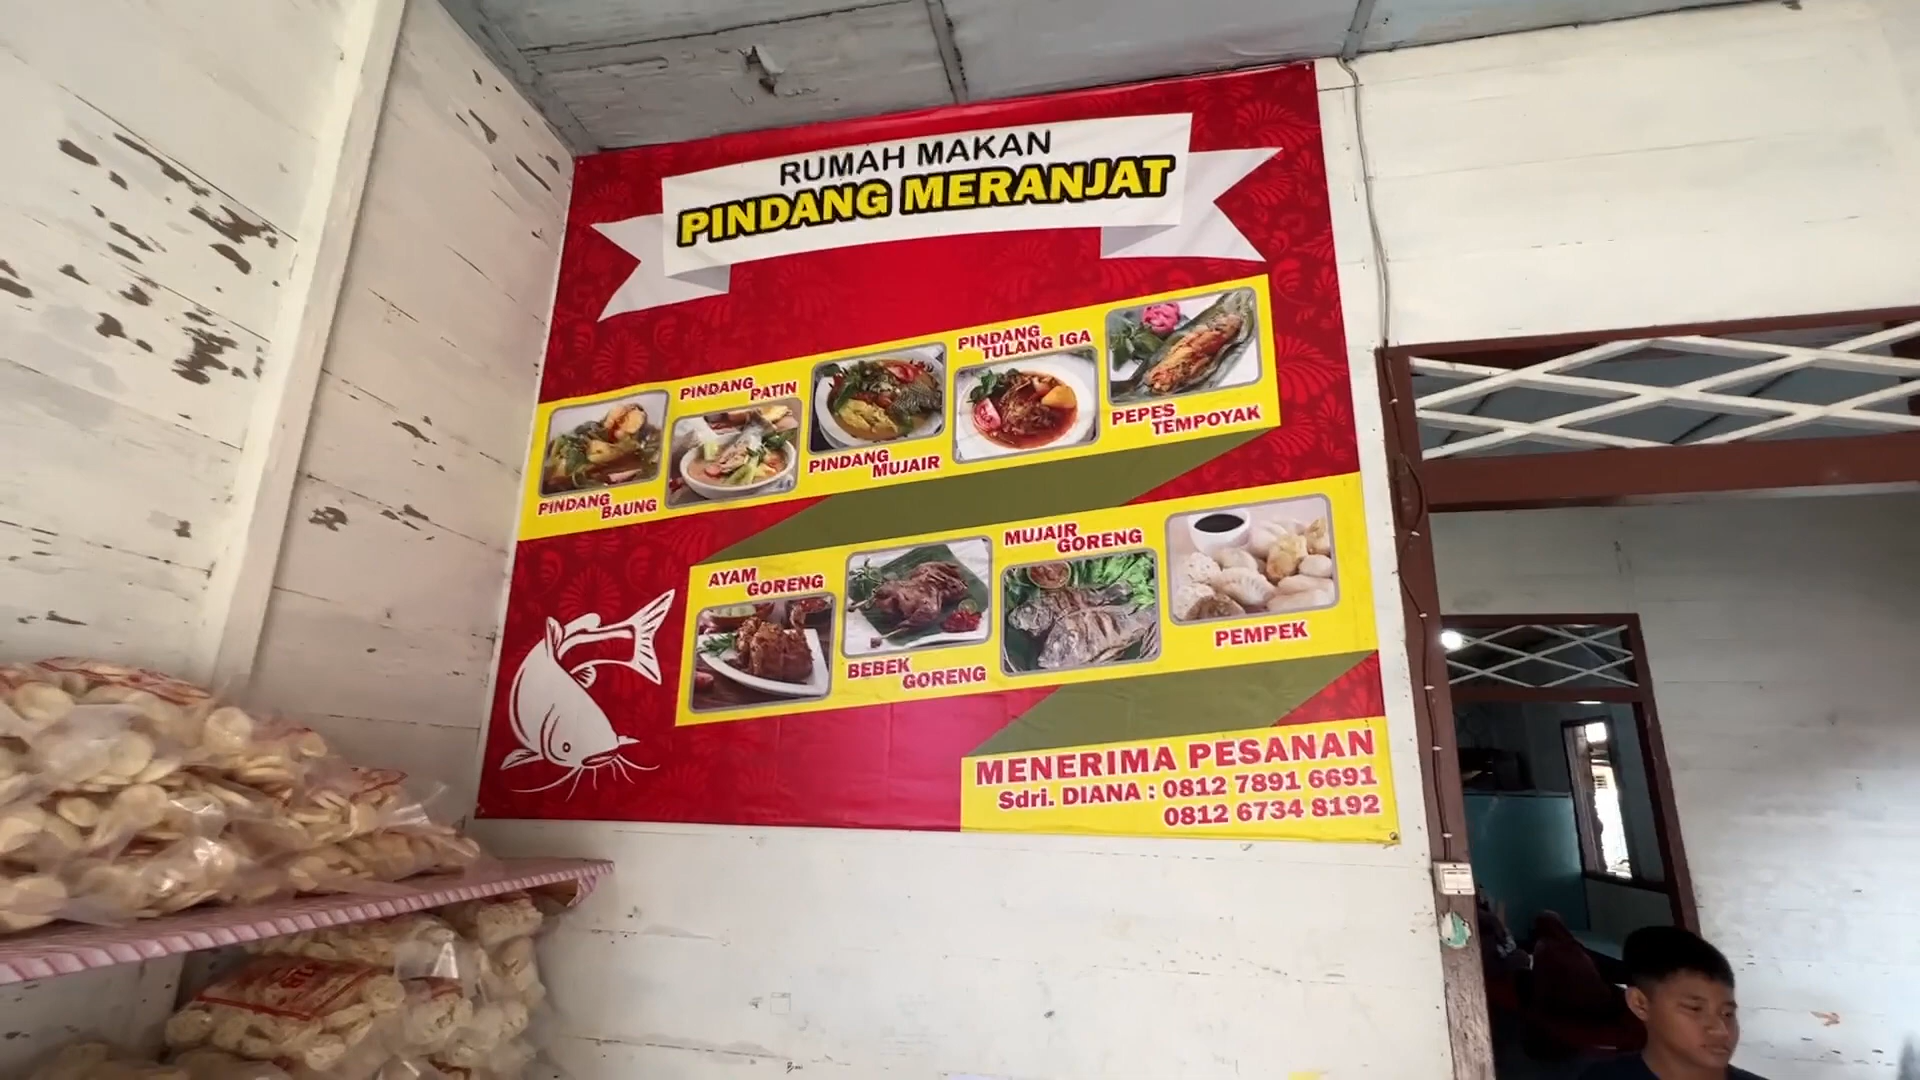 RUMAH MAKAN
PINDANG MERANJAT
PINDANG
BAUNG
PINDANG
PATIN
PINDANG
MUJAIR
PINDANG
TULANG IGA
PEPES
TEMPOYAK
AYAM
GORENG
BEBEK
GORENG
MUJAIR
GORENG
PEMPEK
MENERIMA PESANAN
Sdri. DIANA : 0812 7891 6691
0812 6734 8192